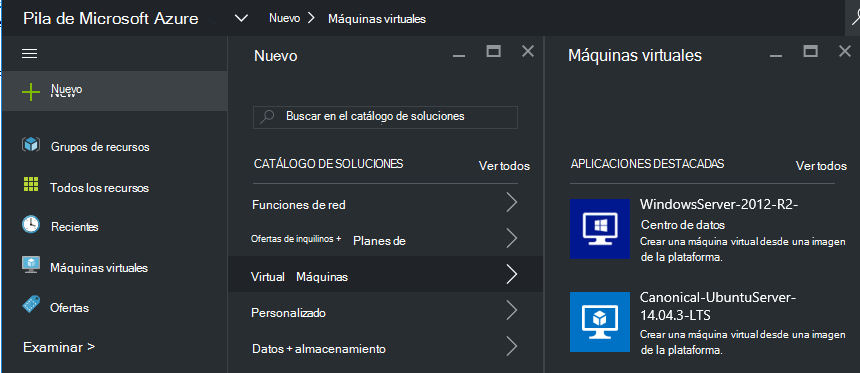 Pila de Microsoft Azure
Nuevo > Máquinas virtuales
Nuevo
Grupos de recursos
Todos los recursos
Recientes
Máquinas virtuales
Ofertas
Examinar >
Nuevo
Buscar en el catálogo de soluciones
CATÁLOGO DE SOLUCIONES Ver todos
Funciones de red
Ofertas de inquilinos + Planes de
Virtual Máquinas
Personalizado
Datos + almacenamiento
Máquinas virtuales
APLICACIONES DESTACADAS Ver todos
WindowsServer-2012-R2-
Centro de datos
Crear una máquina virtual desde una imagen
de la plataforma.
Canonical-UbuntuServer-
14.04.3-LTS
Crear una máquina virtual desde una imagen
de la plataforma.